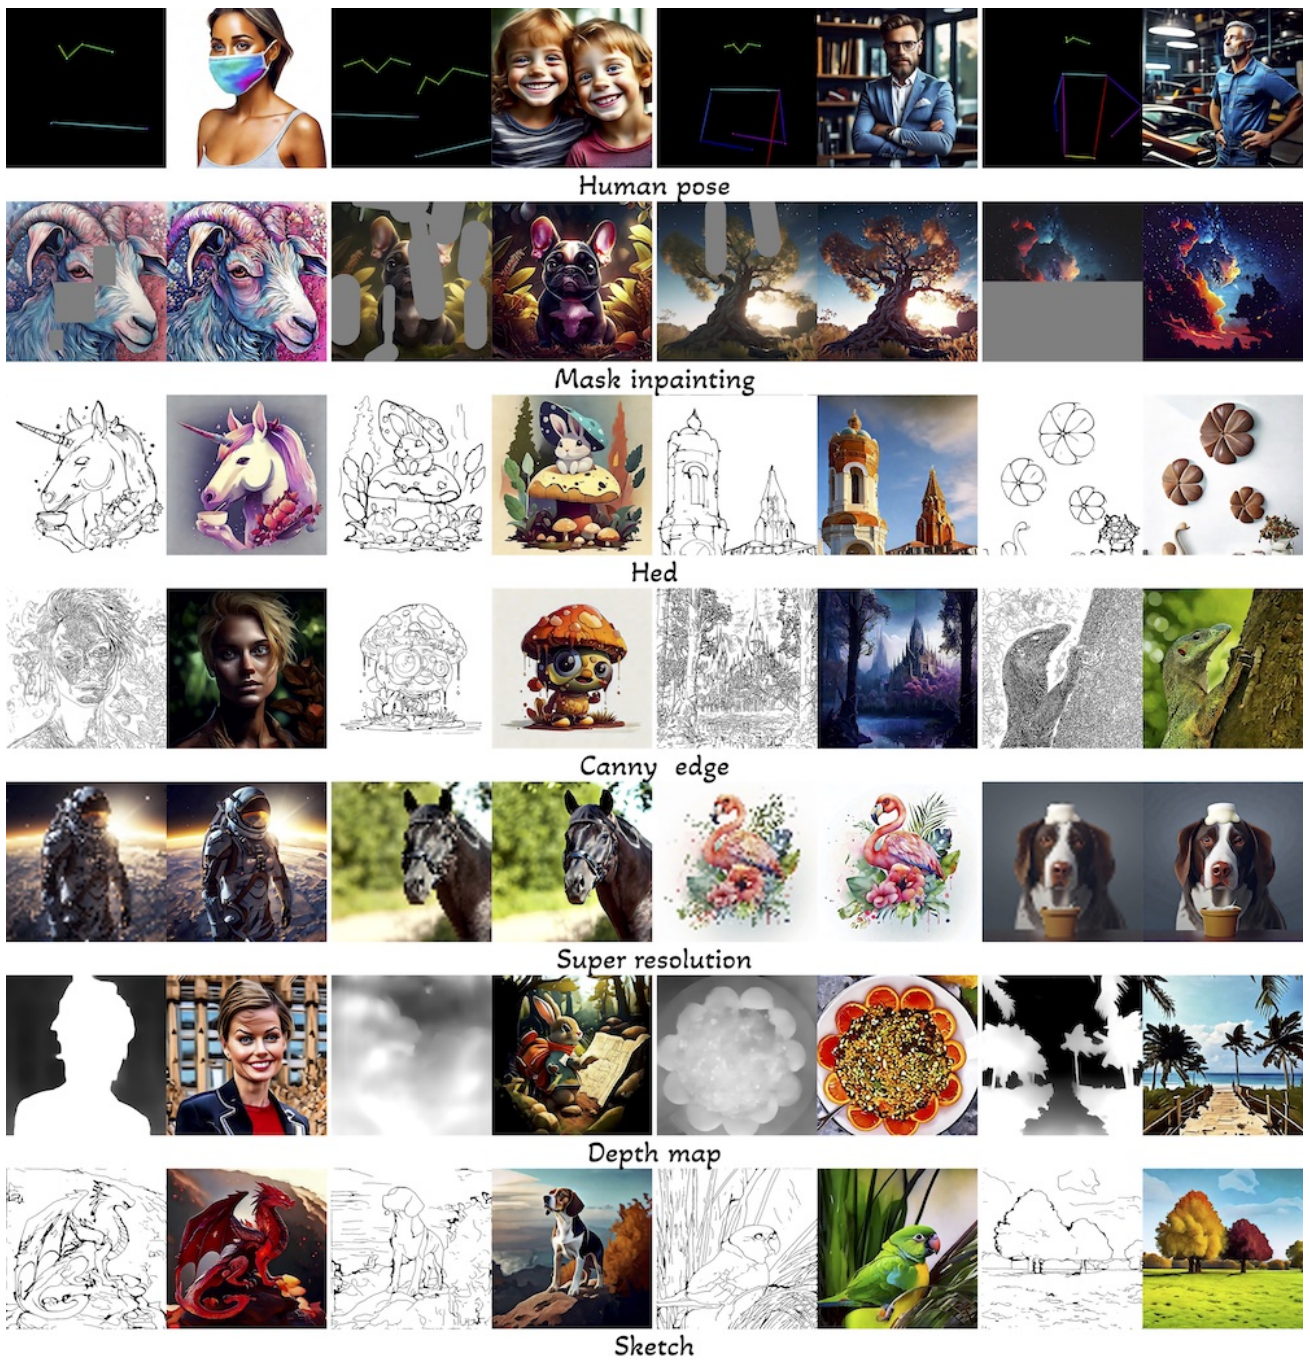 Human pose
Mask inpainting
Hed
Canny edge
Super resolution
Depth map
Sketch